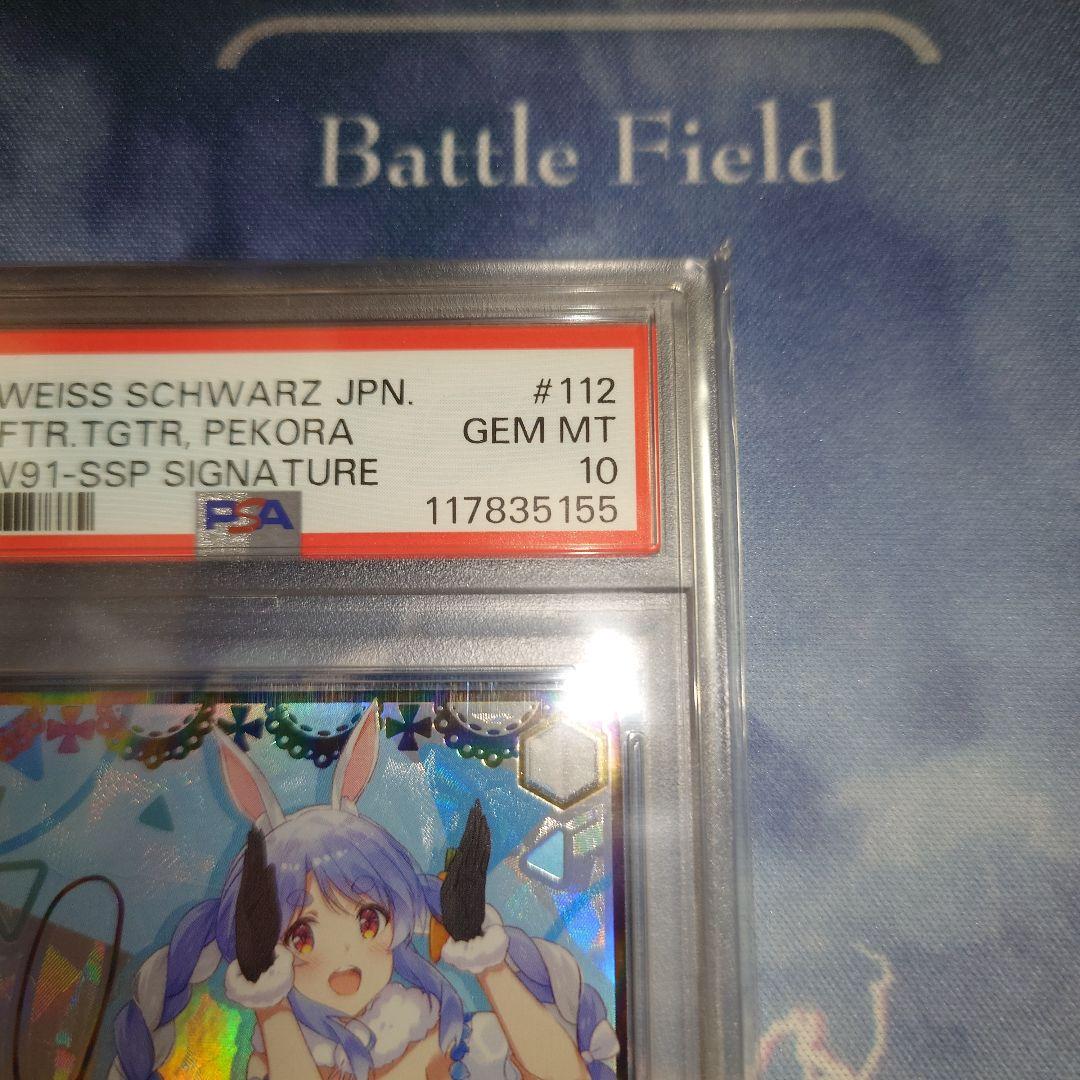 Battle Field
WEISS SCHWARZ JPN. #112
FTR.TGTR, PEKORA GEM MT
V91-SSP SIGNATURE 10
PSA 117835155